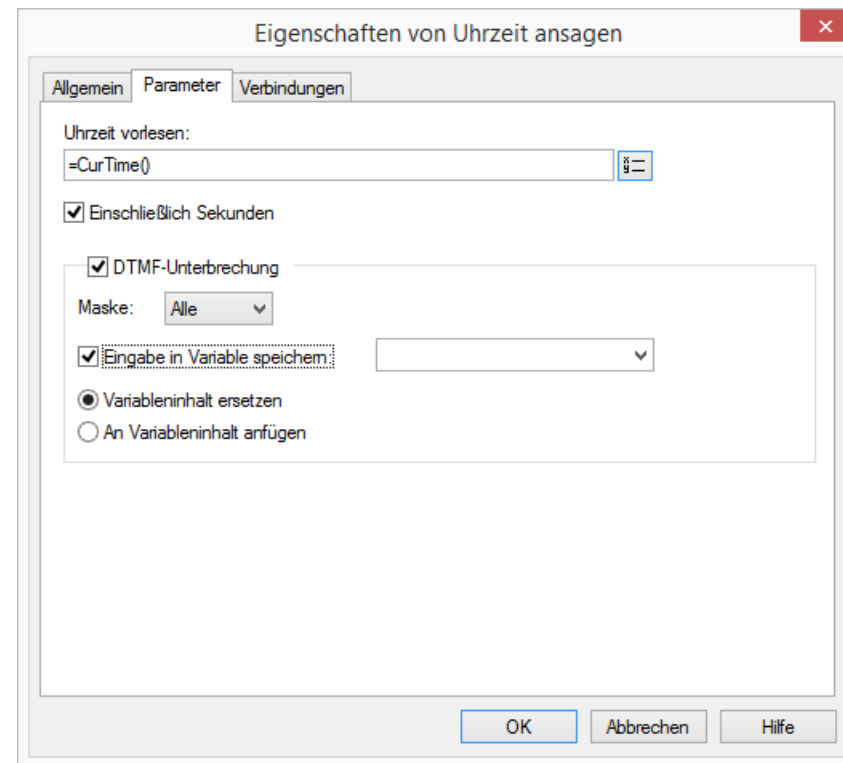 Eigenschaften von Uhrzeit ansagen
Allgemein Parameter Verbindungen
Uhrzeit vorlesen:
=CurTime()
Einschließlich Sekunden
DTMF-Unterbrechung
Maske: Alle
Eingabe in Variable speichern:
Variableninhalt ersetzen
An Variableninhalt anfügen
OK Abbrechen Hilfe